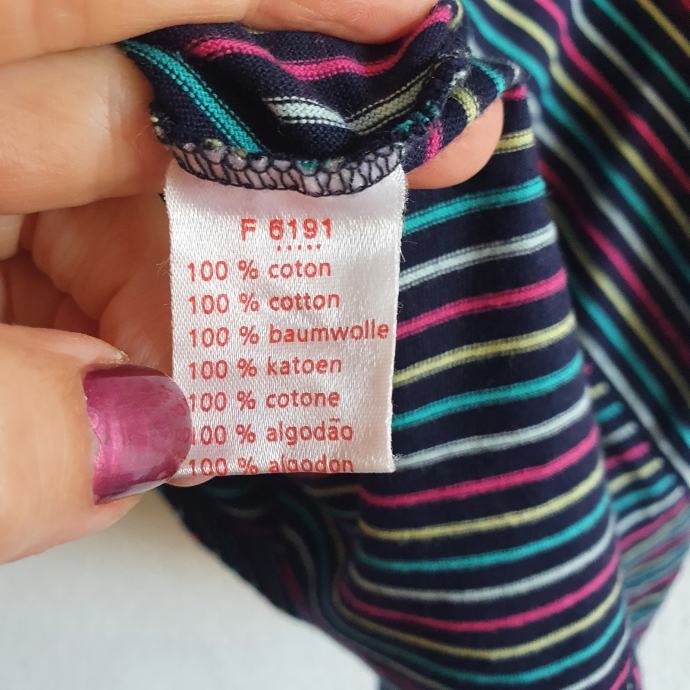 F 6191
100 % coton
100 % cotton
100 % baumwolle
100 % katoen
100 % cotone
100 % algodão
100 % algodon